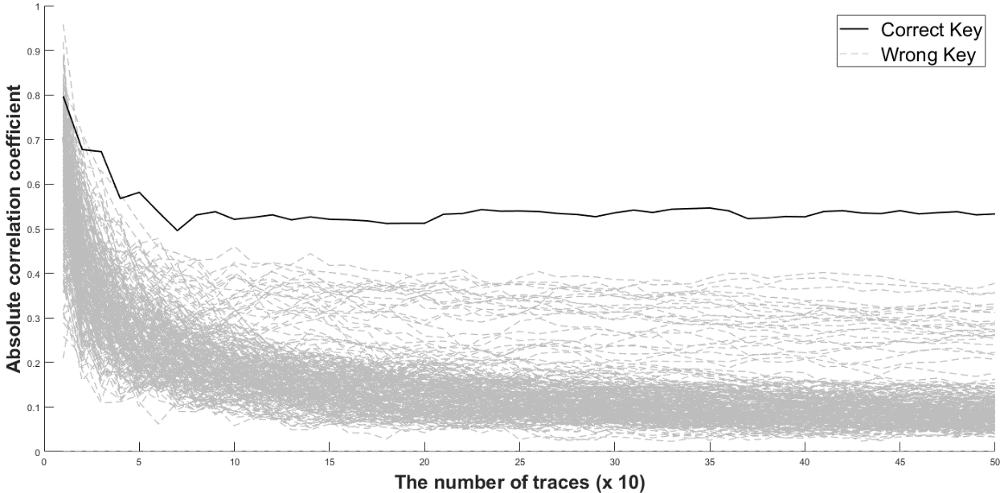 1
0.9
0.8
0.7
0.6
0.5
0.4
0.3
0.2
0.1
0
Absolute correlation coefficient
Correct Key
Wrong Key
0 5 10 15 20 25 30 35 40 45 50
The number of traces (x 10)